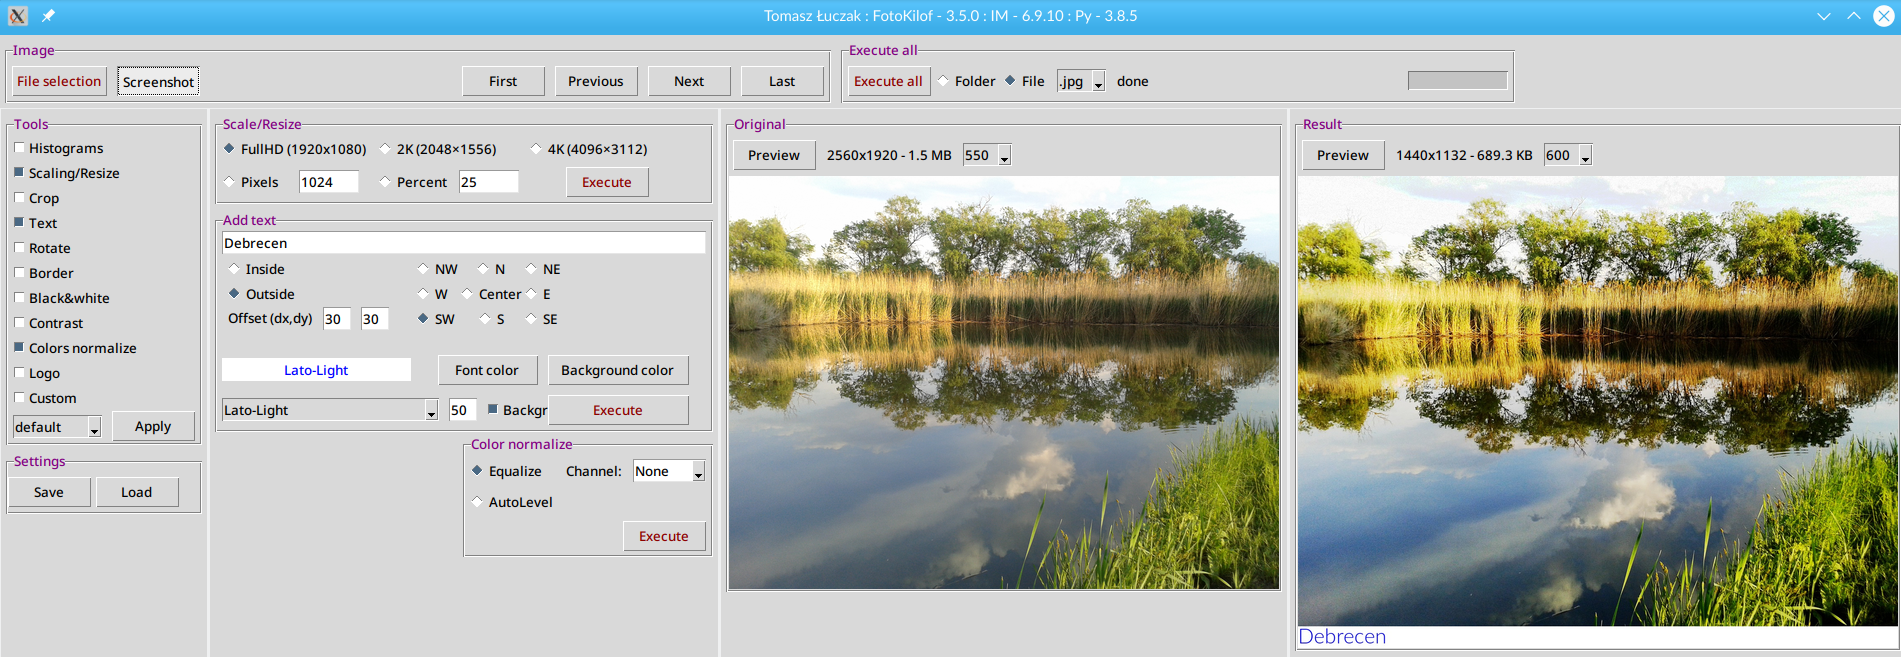 Tomasz Łuczak : FotoKilof - 3.5.0 : IM - 6.9.10 : Py - 3.8.5
Image
File selection Screenshot First Previous Next Last
Execute all
Execute all Folder File .jpg done
Tools
Histograms
Scaling/Resize
Crop
Text
Rotate
Border
Black&white
Contrast
Colors normalize
Logo
Custom
default Apply
Settings
Save Load
Scale/Resize
FullHD (1920x1080) 2K (2048×1556) 4K (4096×3112)
Pixels 1024 Percent 25 Execute
Add text
Debrecen
Inside NW N NE
Outside W Center E
Offset (dx,dy) 30 30 SW S SE
Lato-Light Font color Background color
Lato-Light 50 Backgr Execute
Color normalize
Equalize Channel: None
AutoLevel
Execute
Original
Preview 2560x1920 - 1.5 MB 550
Result
Preview 1440x1132 - 689.3 KB 600
Debrecen